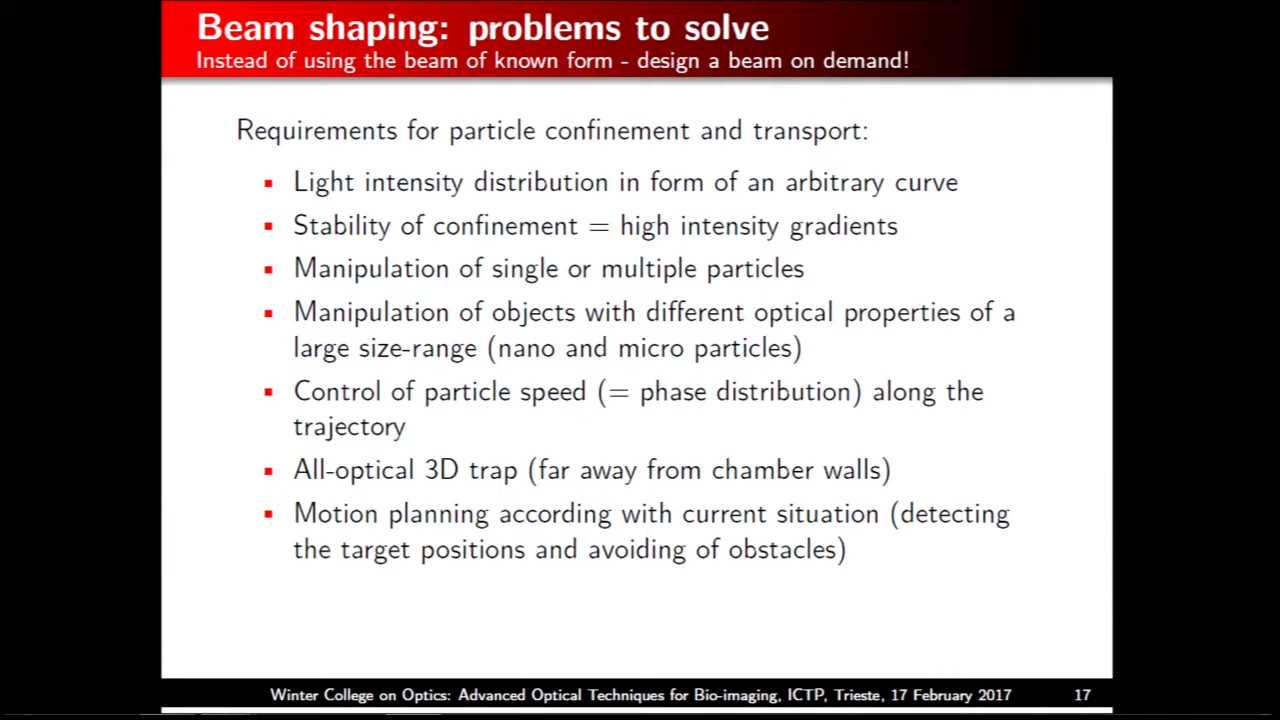 Beam shaping: problems to solve
Instead of using the beam of known form - design a beam on demand!
Requirements for particle confinement and transport:
▪ Light intensity distribution in form of an arbitrary curve
▪ Stability of confinement = high intensity gradients
▪ Manipulation of single or multiple particles
▪ Manipulation of objects with different optical properties of a
large size-range (nano and micro particles)
▪ Control of particle speed (= phase distribution) along the
trajectory
▪ All-optical 3D trap (far away from chamber walls)
▪ Motion planning according with current situation (detecting
the target positions and avoiding of obstacles)
Winter College on Optics: Advanced Optical Techniques for Bio-imaging, ICTP, Trieste, 17 February 2017 17